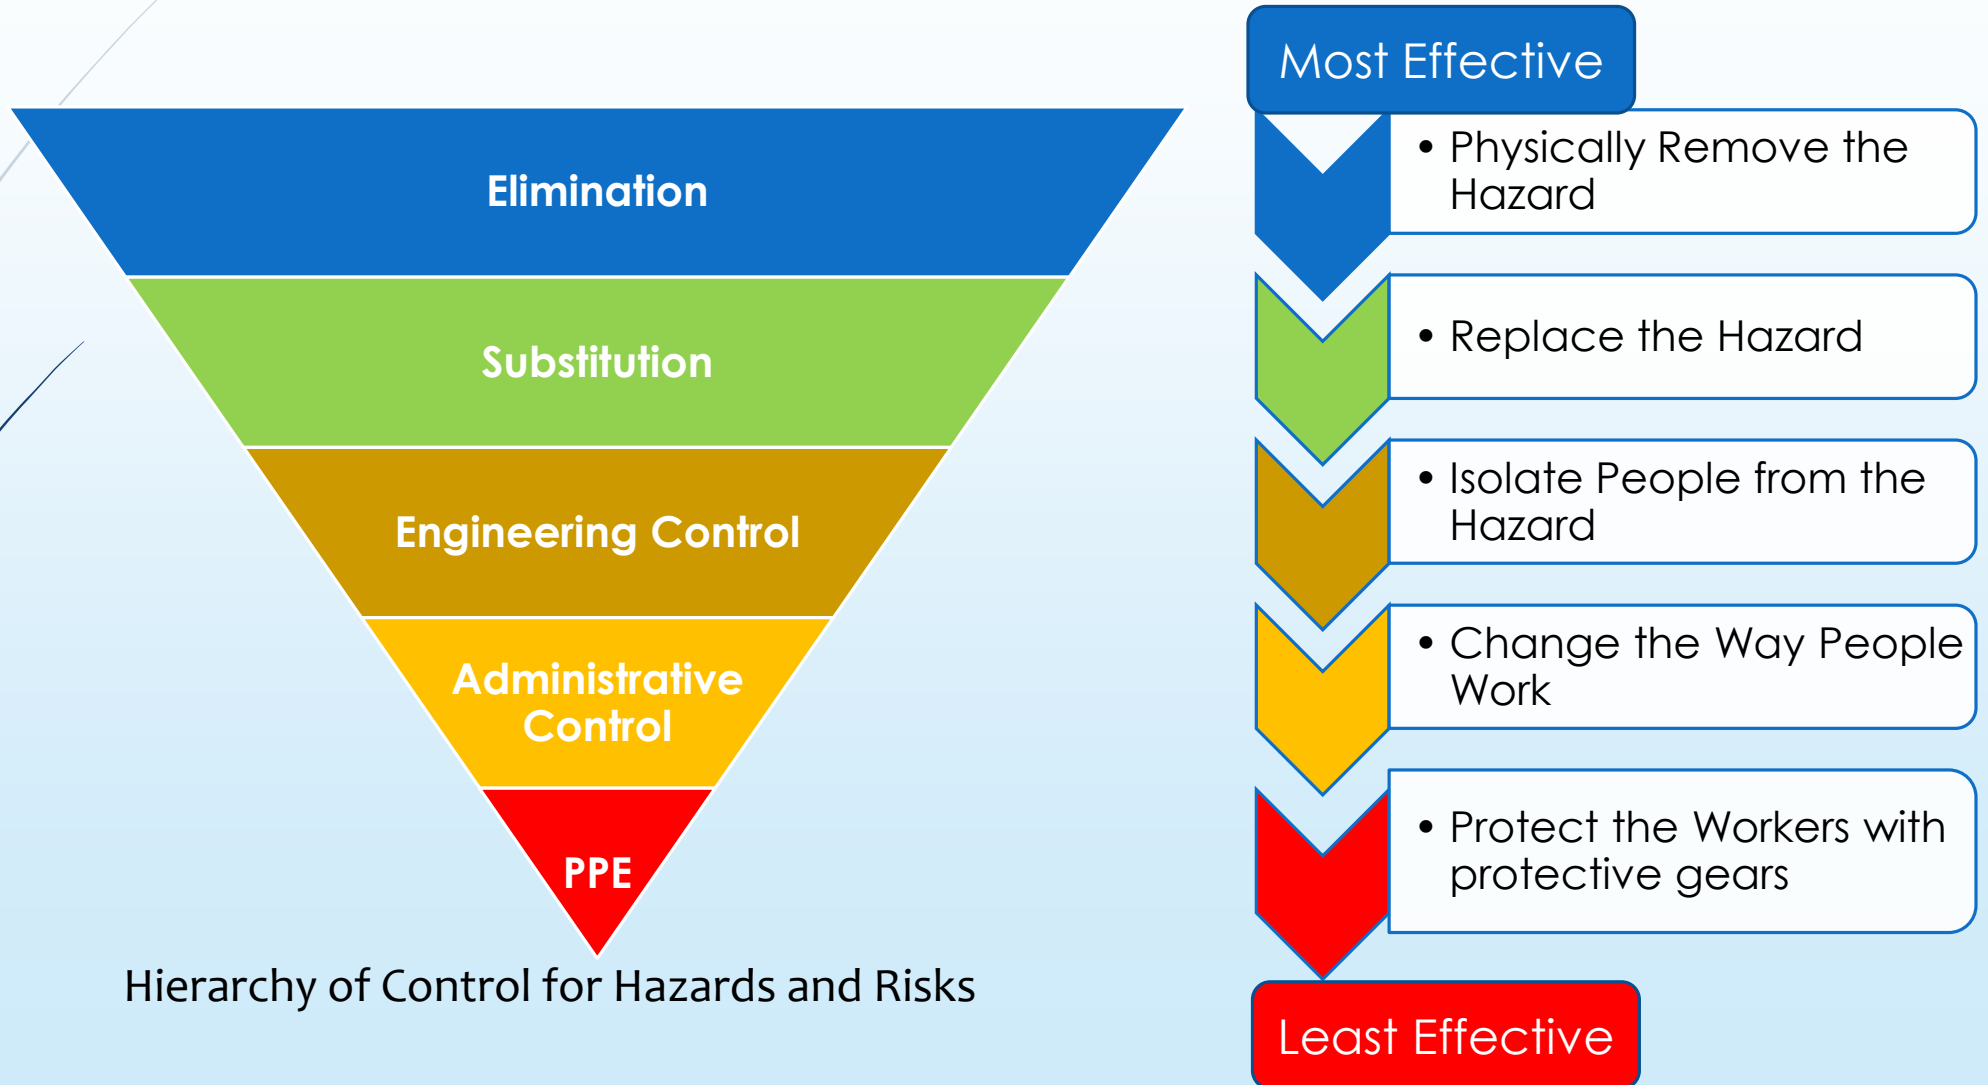 Elimination
Substitution
Engineering Control
Administrative
Control
PPE
Hierarchy of Control for Hazards and Risks
Most Effective
• Physically Remove the
Hazard
• Replace the Hazard
• Isolate People from the
Hazard
• Change the Way People
Work
• Protect the Workers with
protective gears
Least Effective